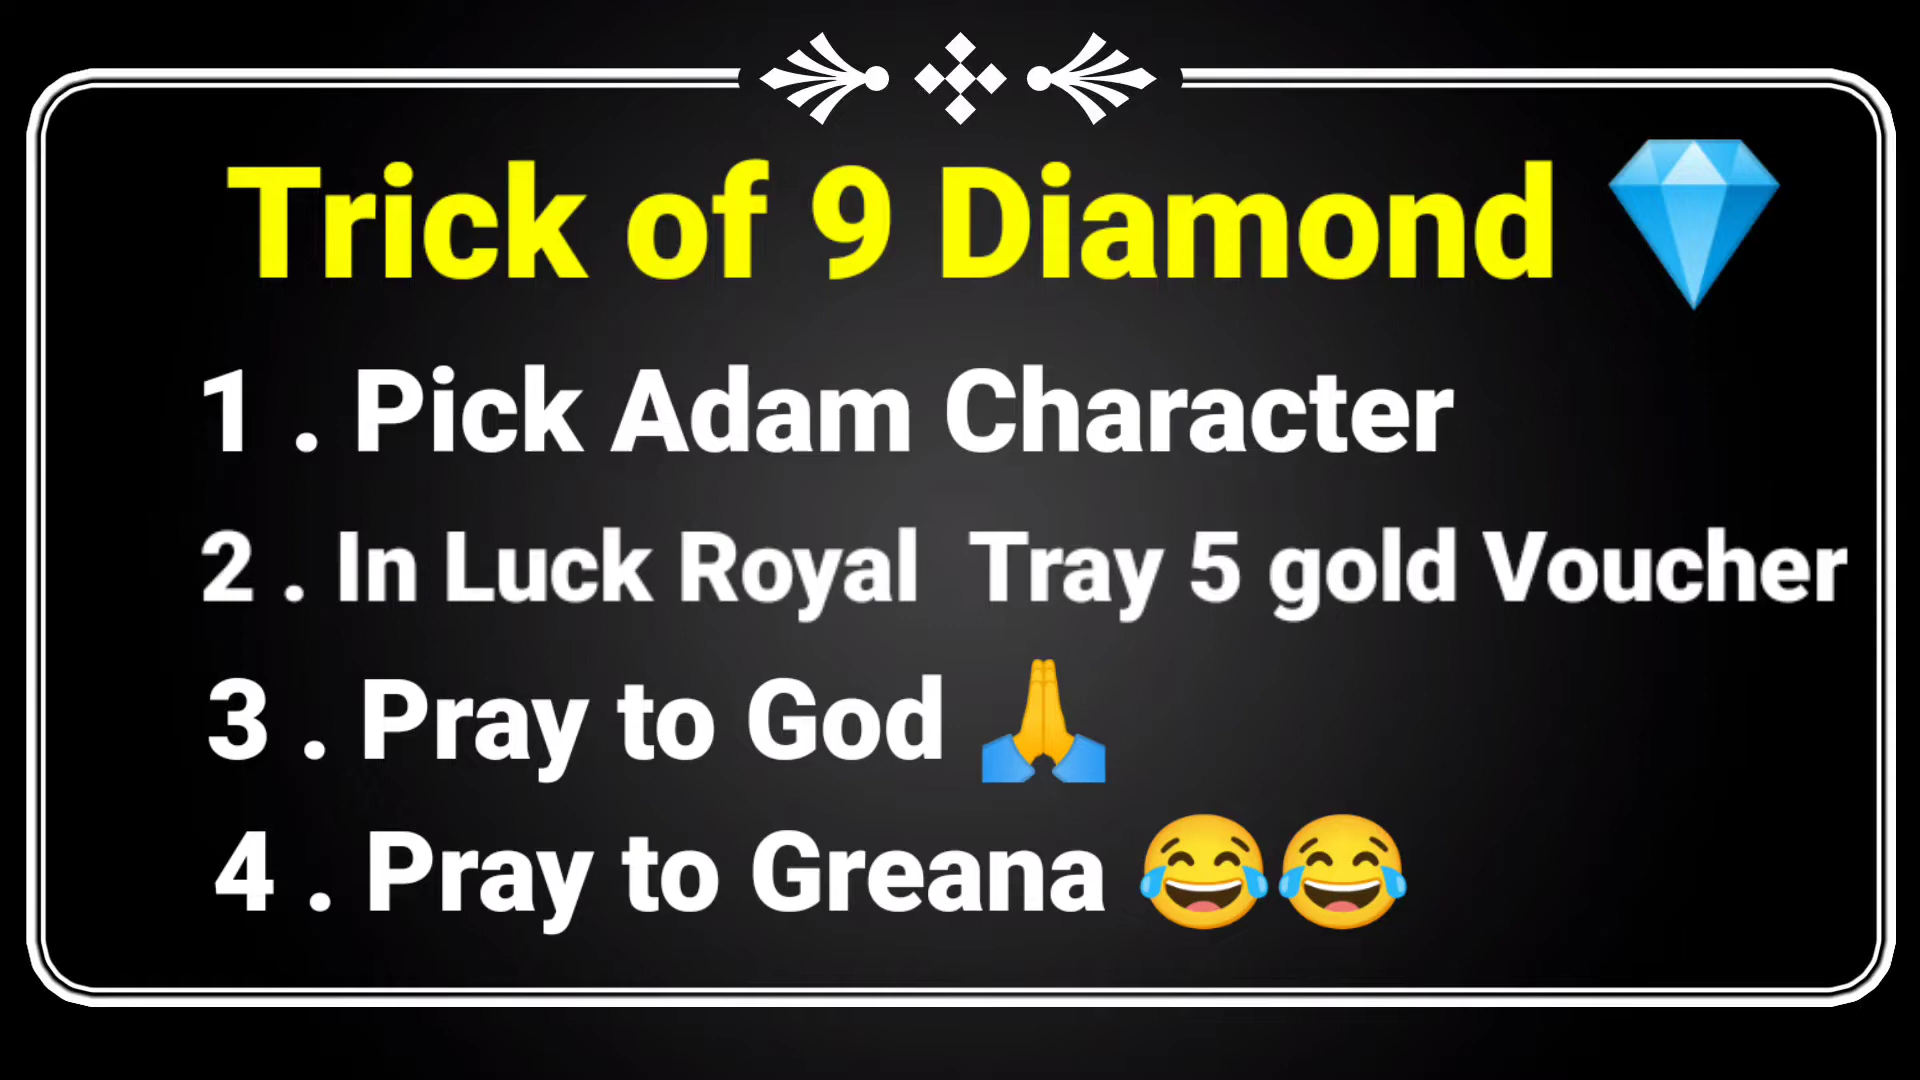 Trick of 9 Diamond 💎
1 . Pick Adam Character
2 . In Luck Royal Tray 5 gold Voucher
3 . Pray to God 🙏
4 . Pray to Greana 😂😂